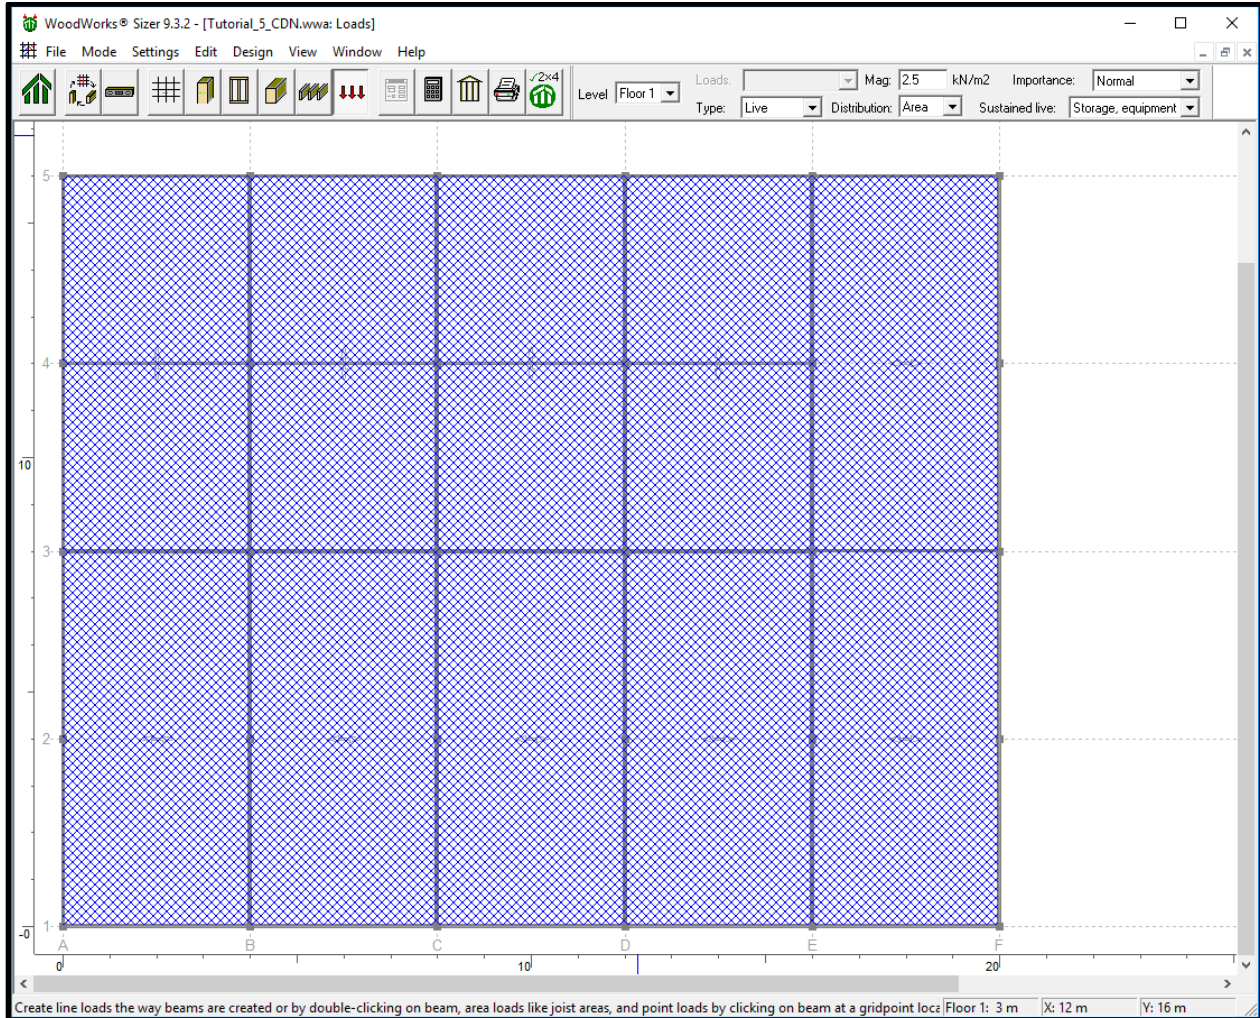 WoodWorks® Sizer 9.3.2 - [Tutorial_5_CDN.wwa: Loads]
File Mode Settings Edit Design View Window Help
✓2×4
Level Floor 1
Loads: Mag: 2.5 kN/m2 Importance: Normal
Type: Live Distribution: Area Sustained live: Storage, equipment
5
4
10
3
2
1
-0
A B C D E F
0 10 20
Create line loads the way beams are created or by double-clicking on beam, area loads like joist areas, and point loads by clicking on beam at a gridpoint loca Floor 1: 3 m X: 12 m Y: 16 m